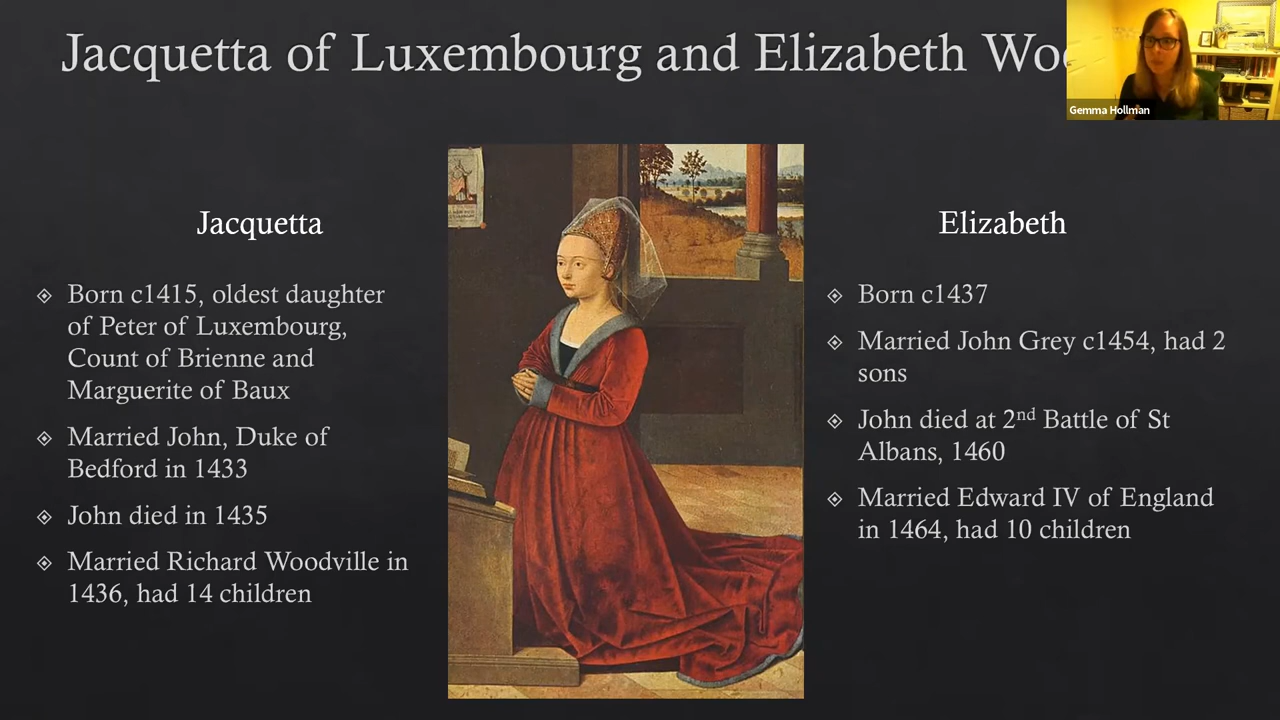 Jacquetta of Luxembourg and Elizabeth
Gemma Hollman
Jacquetta
Born c1415, oldest daughter
of Peter of Luxembourg,
Count of Brienne and
Marguerite of Baux
Married John, Duke of
Bedford in 1433
John died in 1435
Married Richard Woodville in
1436, had 14 children
Elizabeth
Born c1437
Married John Grey c1454, had 2
sons
John died at 2nd Battle of St
Albans, 1460
Married Edward IV of England
in 1464, had 10 children